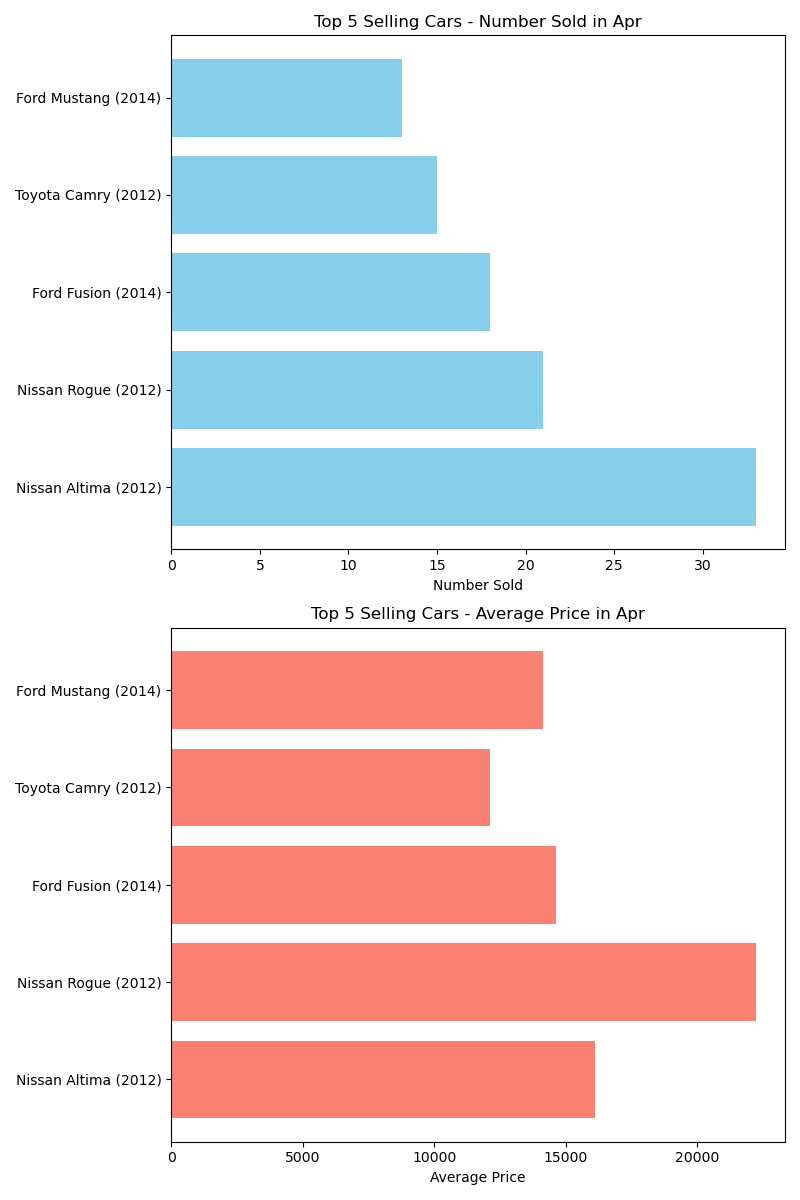 Top 5 Selling Cars - Number Sold in Apr
Ford Mustang (2014)
Toyota Camry (2012)
Ford Fusion (2014)
Nissan Rogue (2012)
Nissan Altima (2012)
0 5 10 15 20 25 30
Number Sold
Top 5 Selling Cars - Average Price in Apr
Ford Mustang (2014)
Toyota Camry (2012)
Ford Fusion (2014)
Nissan Rogue (2012)
Nissan Altima (2012)
0 5000 10000 15000 20000
Average Price